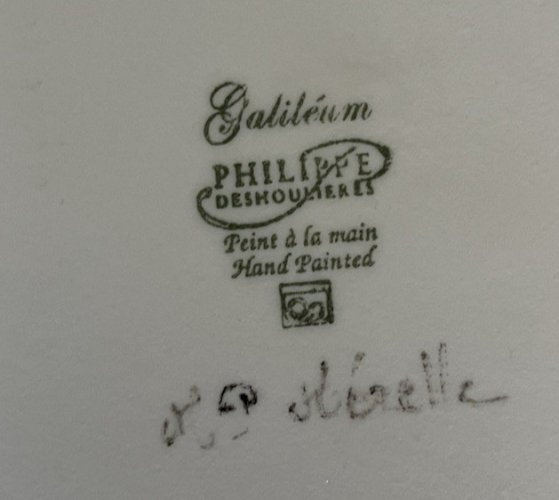 Galiléum
PHILIPPE
DESHOULIERES
Peint à la main
Hand Painted